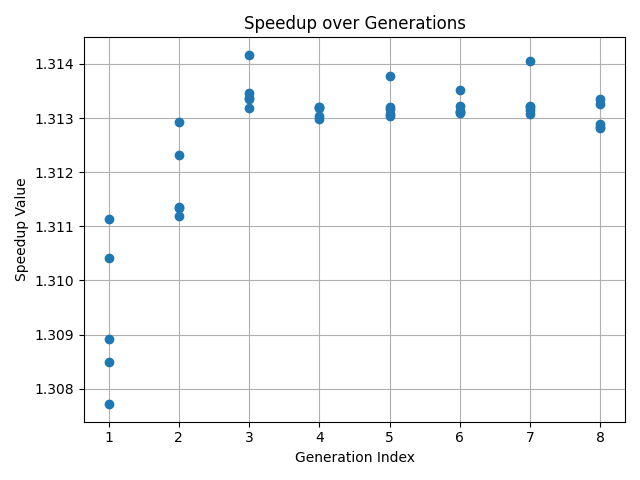 Speedup over Generations
1.314
1.313
1.312
1.311
1.310
1.309
1.308
Speedup Value
1 2 3 4 5 6 7 8
Generation Index